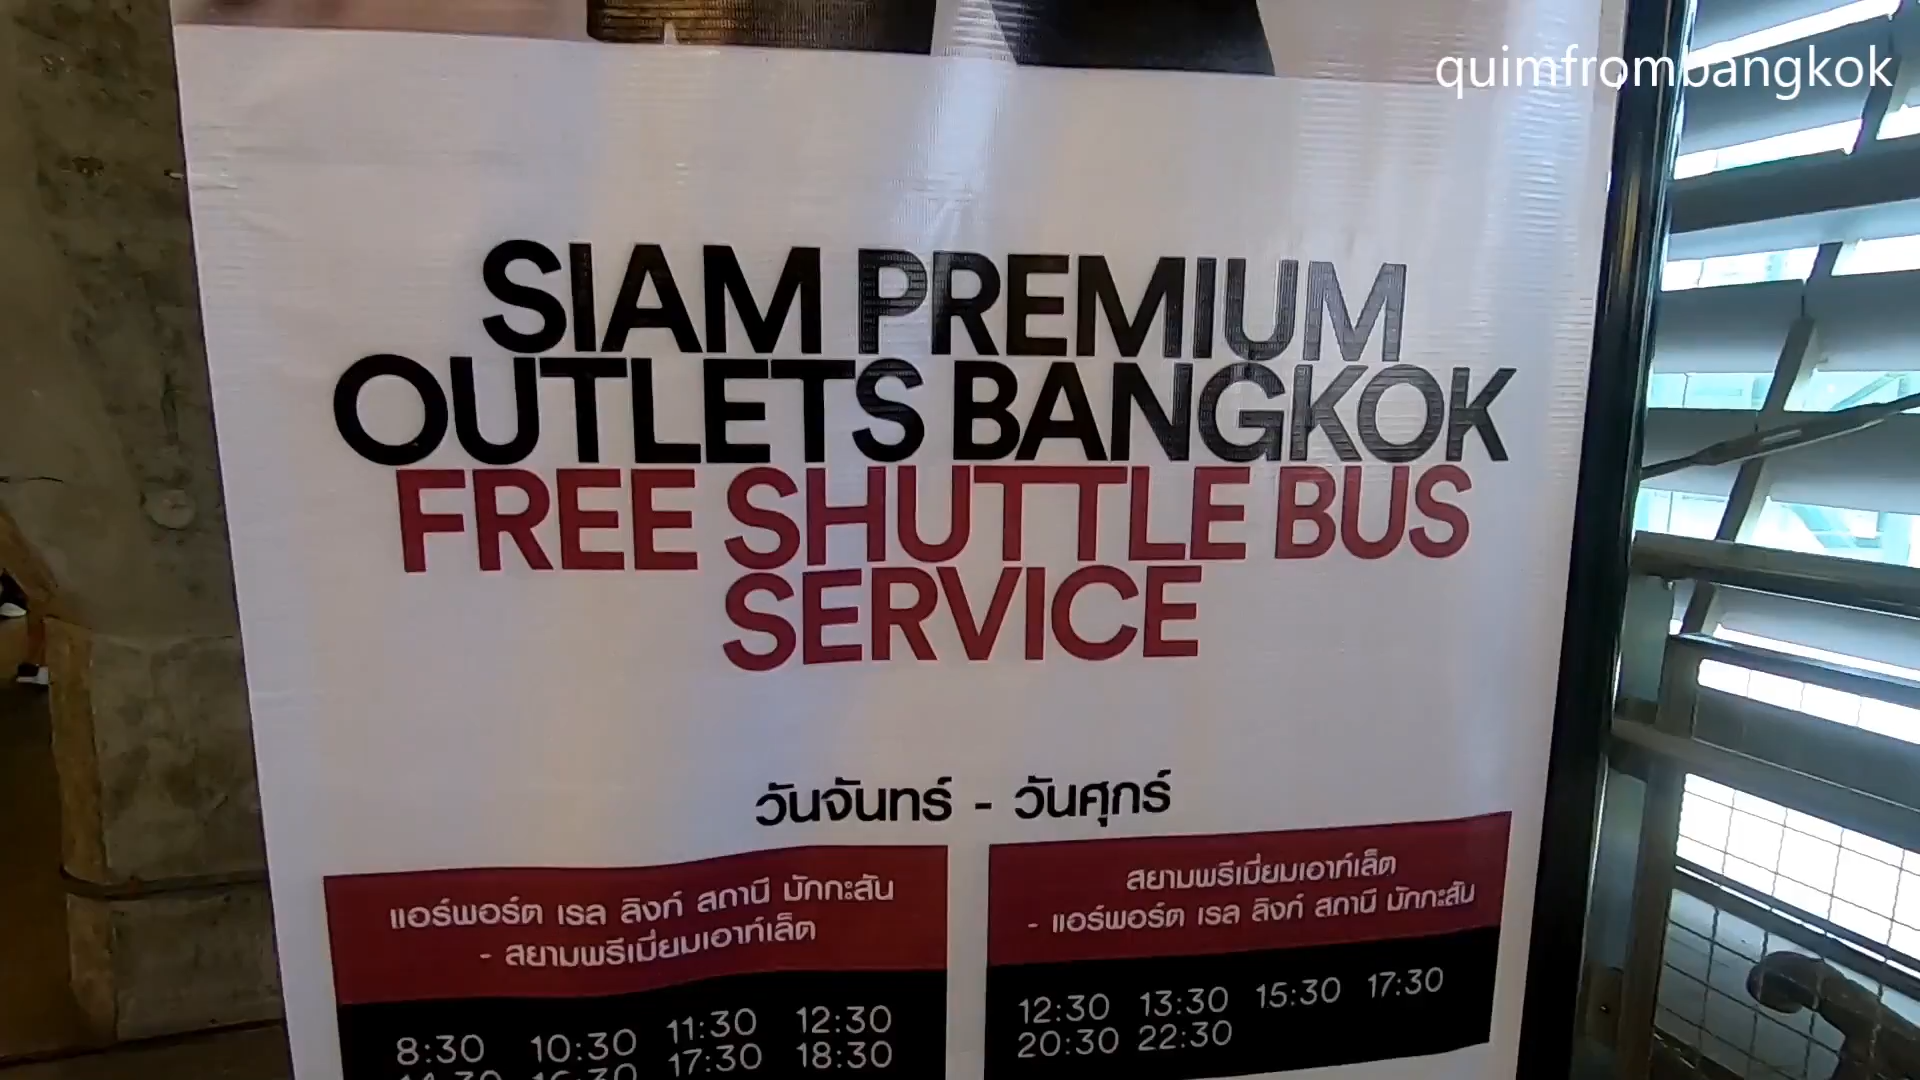 quimfrombangkok
SIAM PREMIUM
OUTLETS BANGKOK
FREE SHUTTLE BUS
SERVICE
วันจันทร์ - วันศุกร์
แอร์พอร์ต เรล ลิงก์ สถานี มักกะสัน
- สยามพรีเมี่ยมเอาท์เล็ต
8:30 10:30 11:30 12:30
17:30 18:30
สยามพรีเมี่ยมเอาท์เล็ต
- แอร์พอร์ต เรล ลิงก์ สถานี มักกะสัน
12:30 13:30 15:30 17:30
20:30 22:30